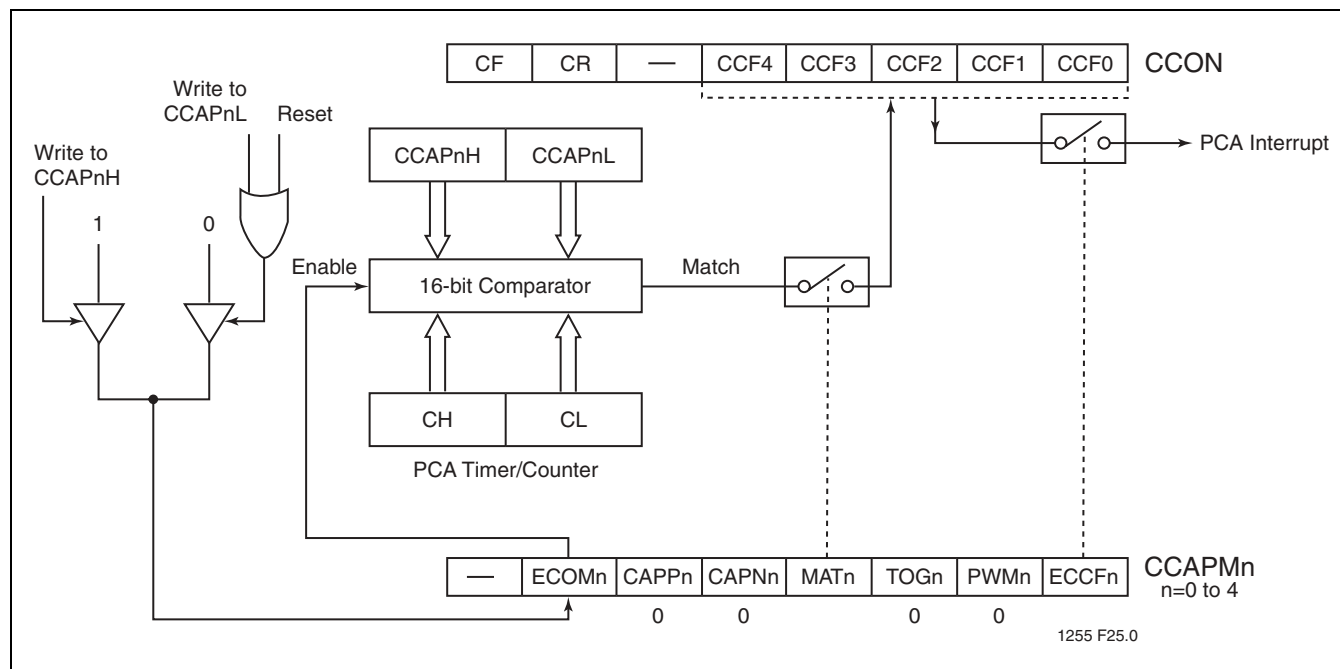 CF CR — CCF4 CCF3 CCF2 CCF1 CCF0 CCON
Write to
CCAPnL
Reset
Write to
CCAPnH
CCAPnH CCAPnL
PCA Interrupt
1 0
Enable
16-bit Comparator
Match
CH CL
PCA Timer/Counter
— ECOMn CAPPn CAPNn MATn TOGn PWMn ECCFn CCAPMn
n=0 to 4
0 0 0 0
1255 F25.0